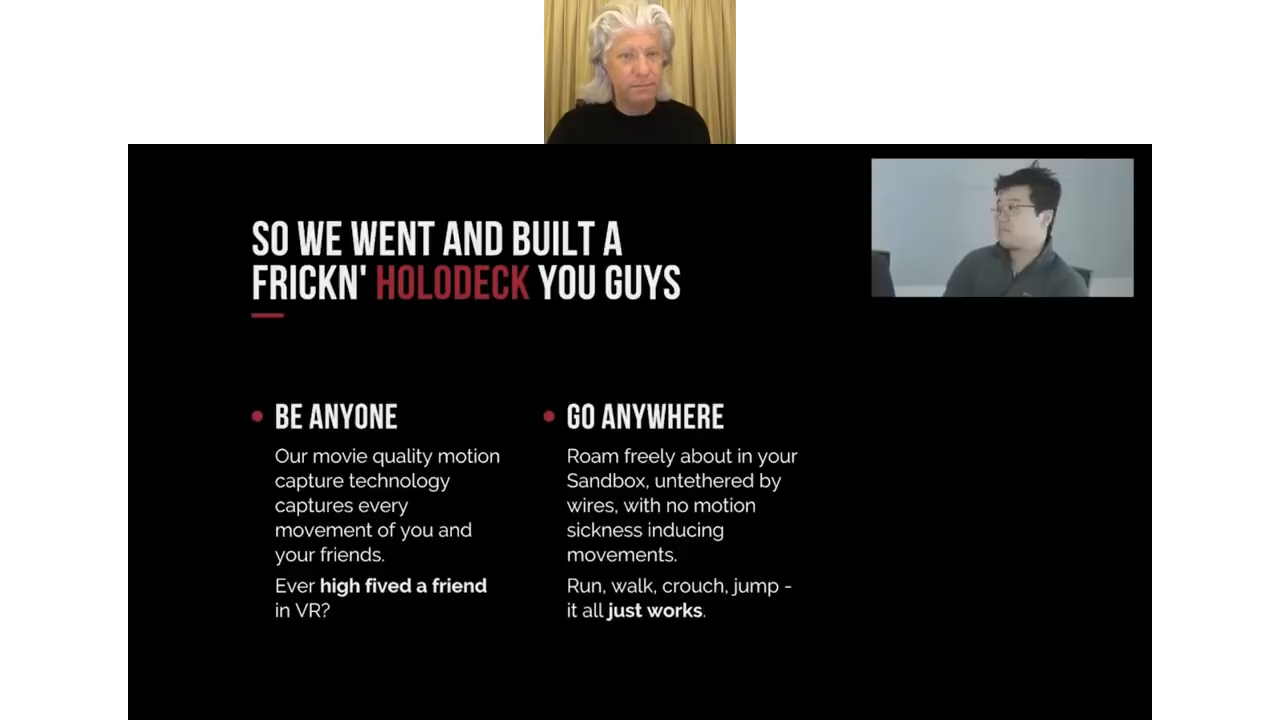 SO WE WENT AND BUILT A
FRICKN' HOLODECK YOU GUYS
BE ANYONE
Our movie quality motion
capture technology
captures every
movement of you and
your friends.
Ever high fived a friend
in VR?
GO ANYWHERE
Roam freely about in your
Sandbox, untethered by
wires, with no motion
sickness inducing
movements.
Run, walk, crouch, jump -
it all just works.